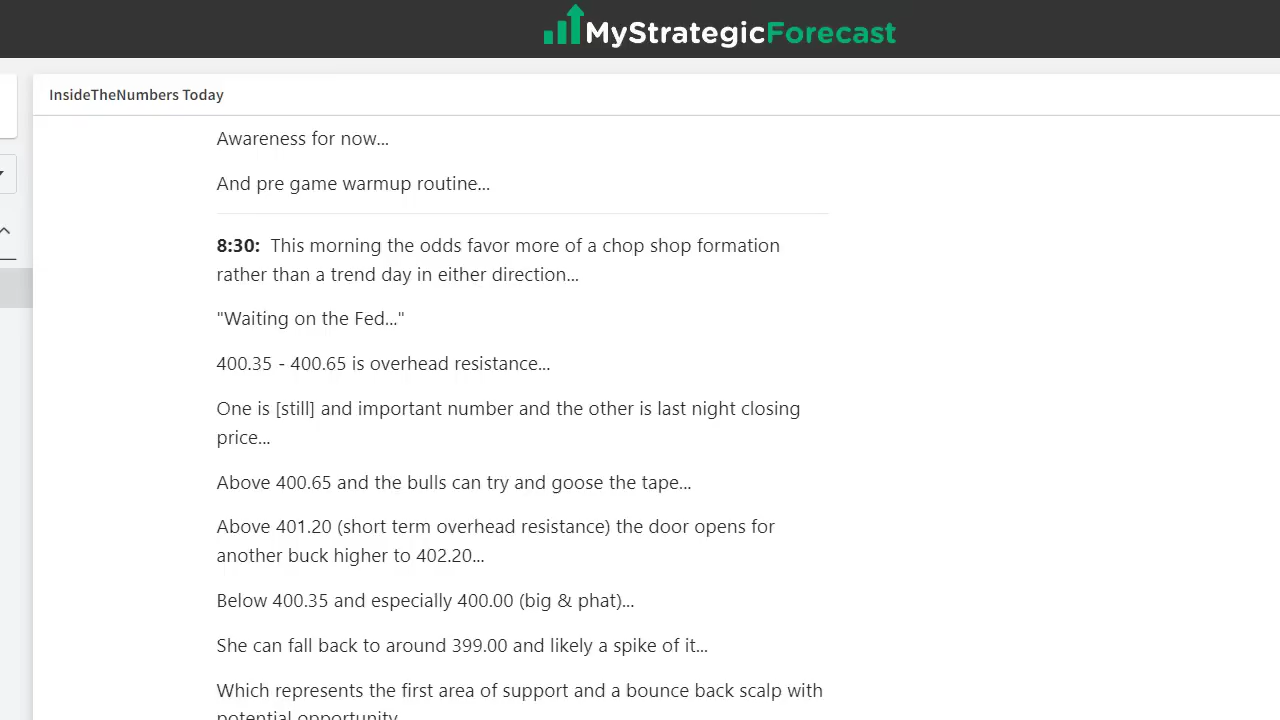 MyStrategicForecast
InsideTheNumbers Today
Awareness for now...
And pre game warmup routine...
8:30: This morning the odds favor more of a chop shop formation
rather than a trend day in either direction...
"Waiting on the Fed..."
400.35 - 400.65 is overhead resistance...
One is [still] and important number and the other is last night closing
price...
Above 400.65 and the bulls can try and goose the tape...
Above 401.20 (short term overhead resistance) the door opens for
another buck higher to 402.20...
Below 400.35 and especially 400.00 (big & phat)...
She can fall back to around 399.00 and likely a spike of it...
Which represents the first area of support and a bounce back scalp with
potential opportunity